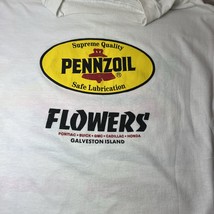 Supreme Quality
PENNZOIL®
Safe Lubrication
FLOWERS
PONTIAC • BUICK • GMC • CADILLAC • HONDA
GALVESTON ISLAND